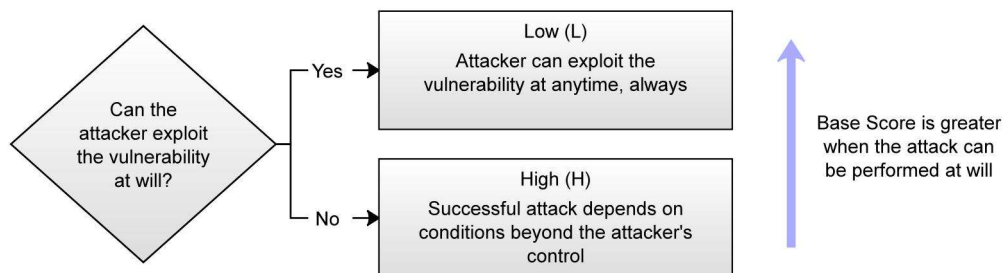 Can the
attacker exploit
the vulnerability
at will?
Yes
Low (L)
Attacker can exploit the
vulnerability at anytime, always
No
High (H)
Successful attack depends on
conditions beyond the attacker's
control
Base Score is greater
when the attack can
be performed at will